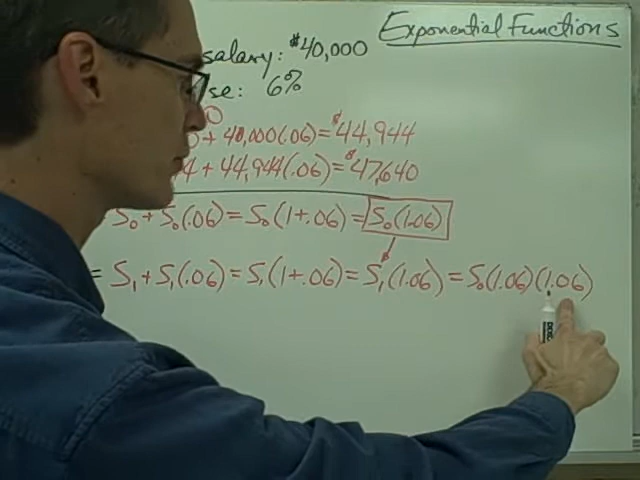 Exponential Functions
salary: $40,000
se: 6%
0 + 40,000(.06) = $44,944
4 + 44,944(.06) = $47,640
S₀ + S₀(.06) = S₀(1+.06) = S₀(1.06)
= S₁ + S₁(.06) = S₁(1+.06) = S₁(1.06) = S₀(1.06)(1.06)